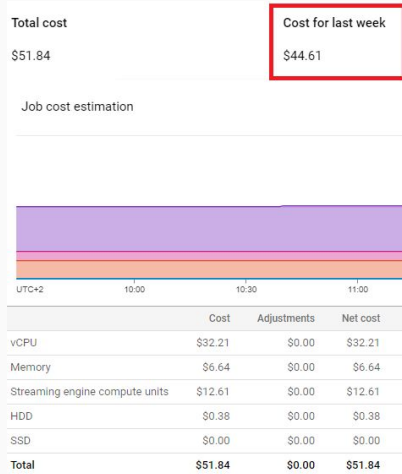 Total cost Cost for last week
$51.84 $44.61
Job cost estimation
UTC+2 10:00 10:30 11:00
Cost Adjustments Net cost
vCPU $32.21 $0.00 $32.21
Memory $6.64 $0.00 $6.64
Streaming engine compute units $12.61 $0.00 $12.61
HDD $0.38 $0.00 $0.38
SSD $0.00 $0.00 $0.00
Total $51.84 $0.00 $51.84